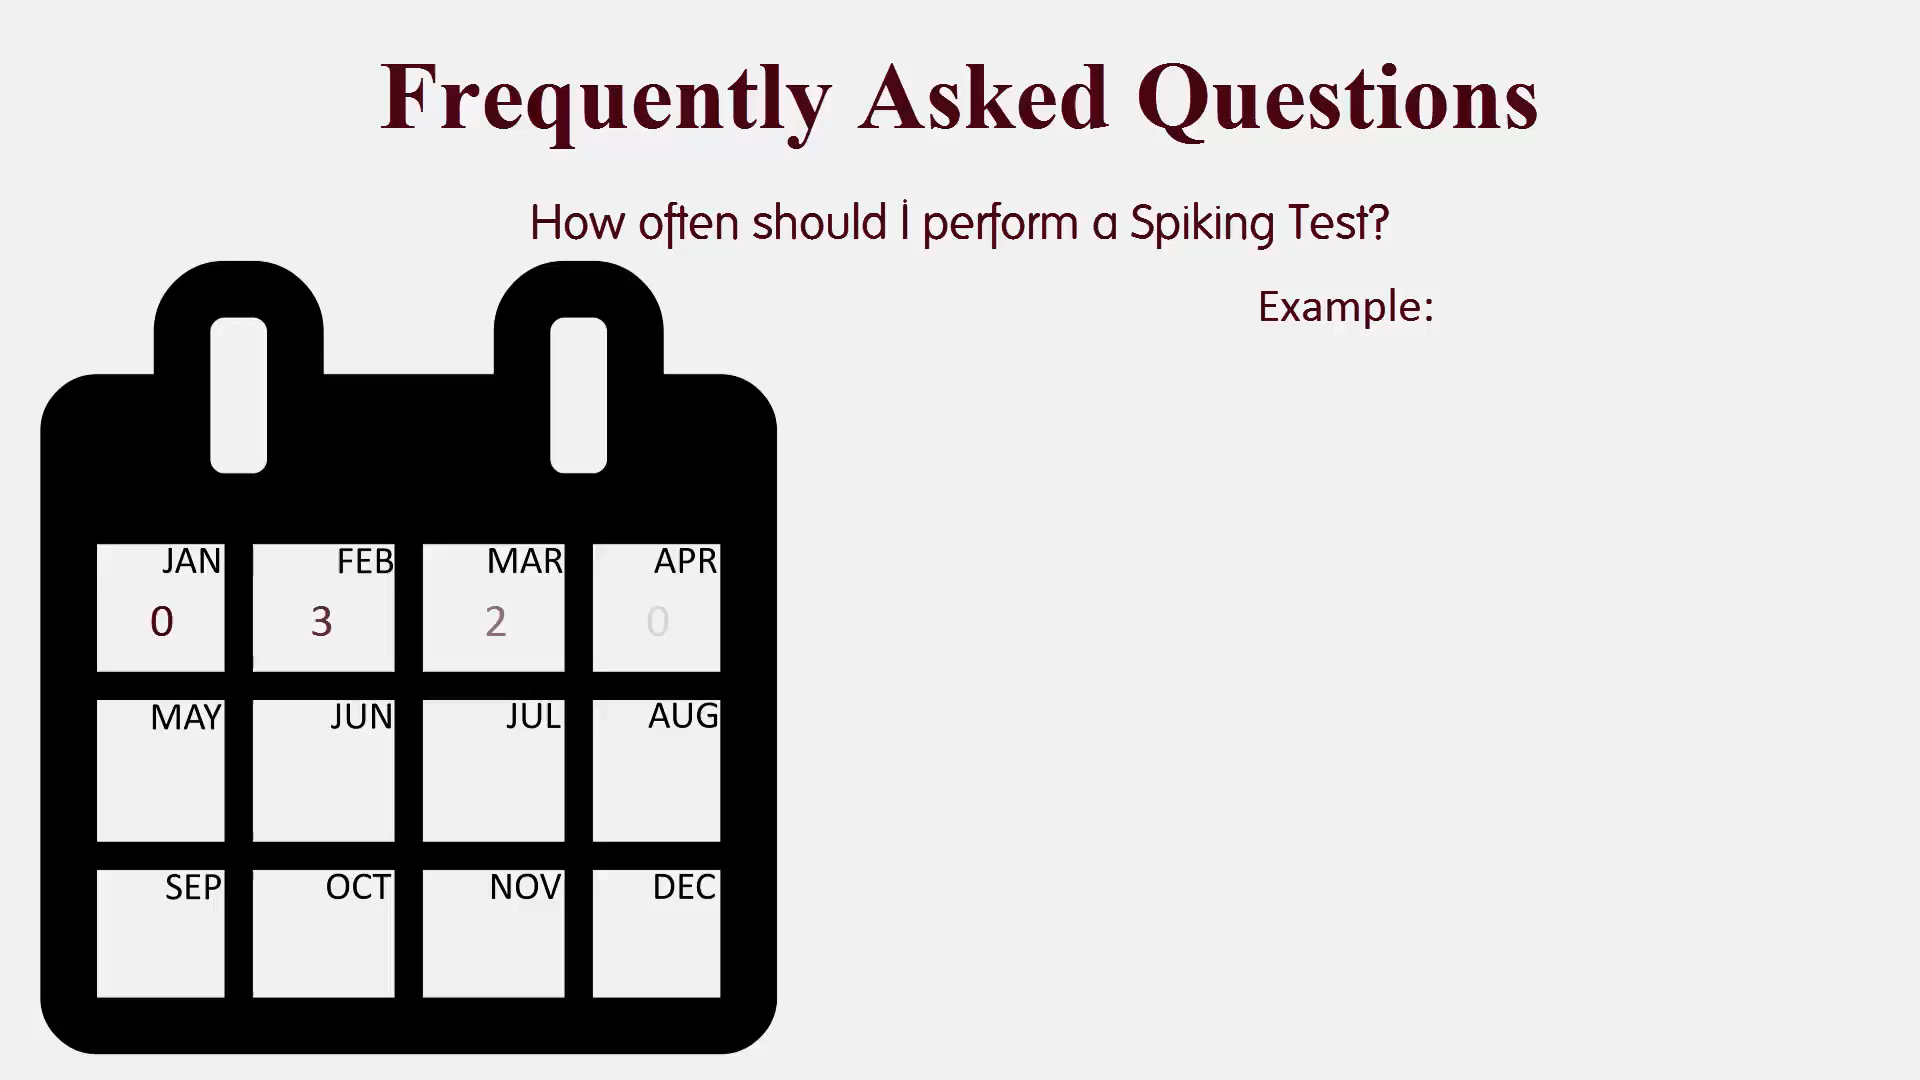 Frequently Asked Questions
How often should I perform a Spiking Test?
Example:
JAN FEB MAR APR
0 3 2 0
MAY JUN JUL AUG
SEP OCT NOV DEC